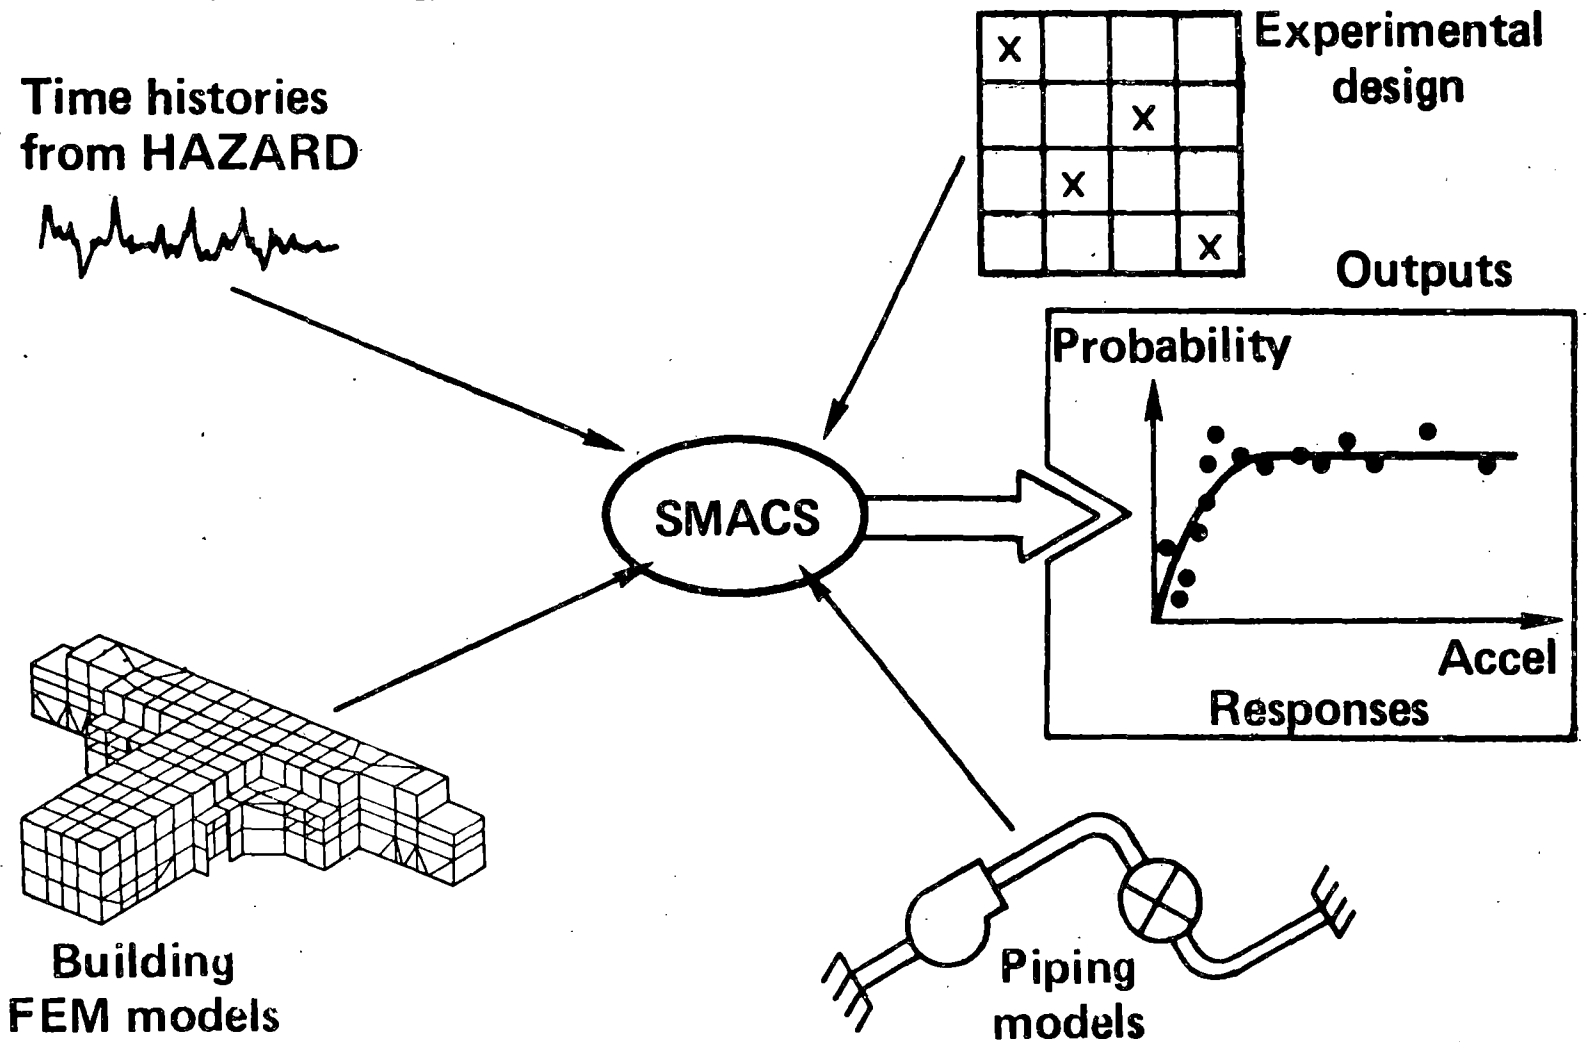 Time histories
from HAZARD
x
x
x
x
Experimental
design
Outputs
Probability
Accel
Responses
SMACS
Building
FEM models
Piping
models